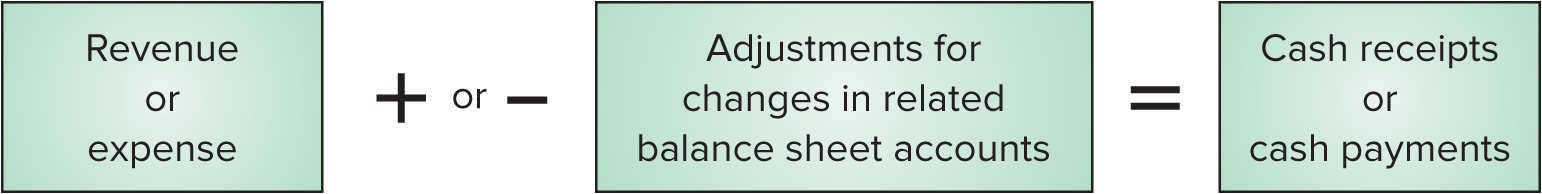 Revenue
or
expense
+ or −
Adjustments for
changes in related
balance sheet accounts
=
Cash receipts
or
cash payments